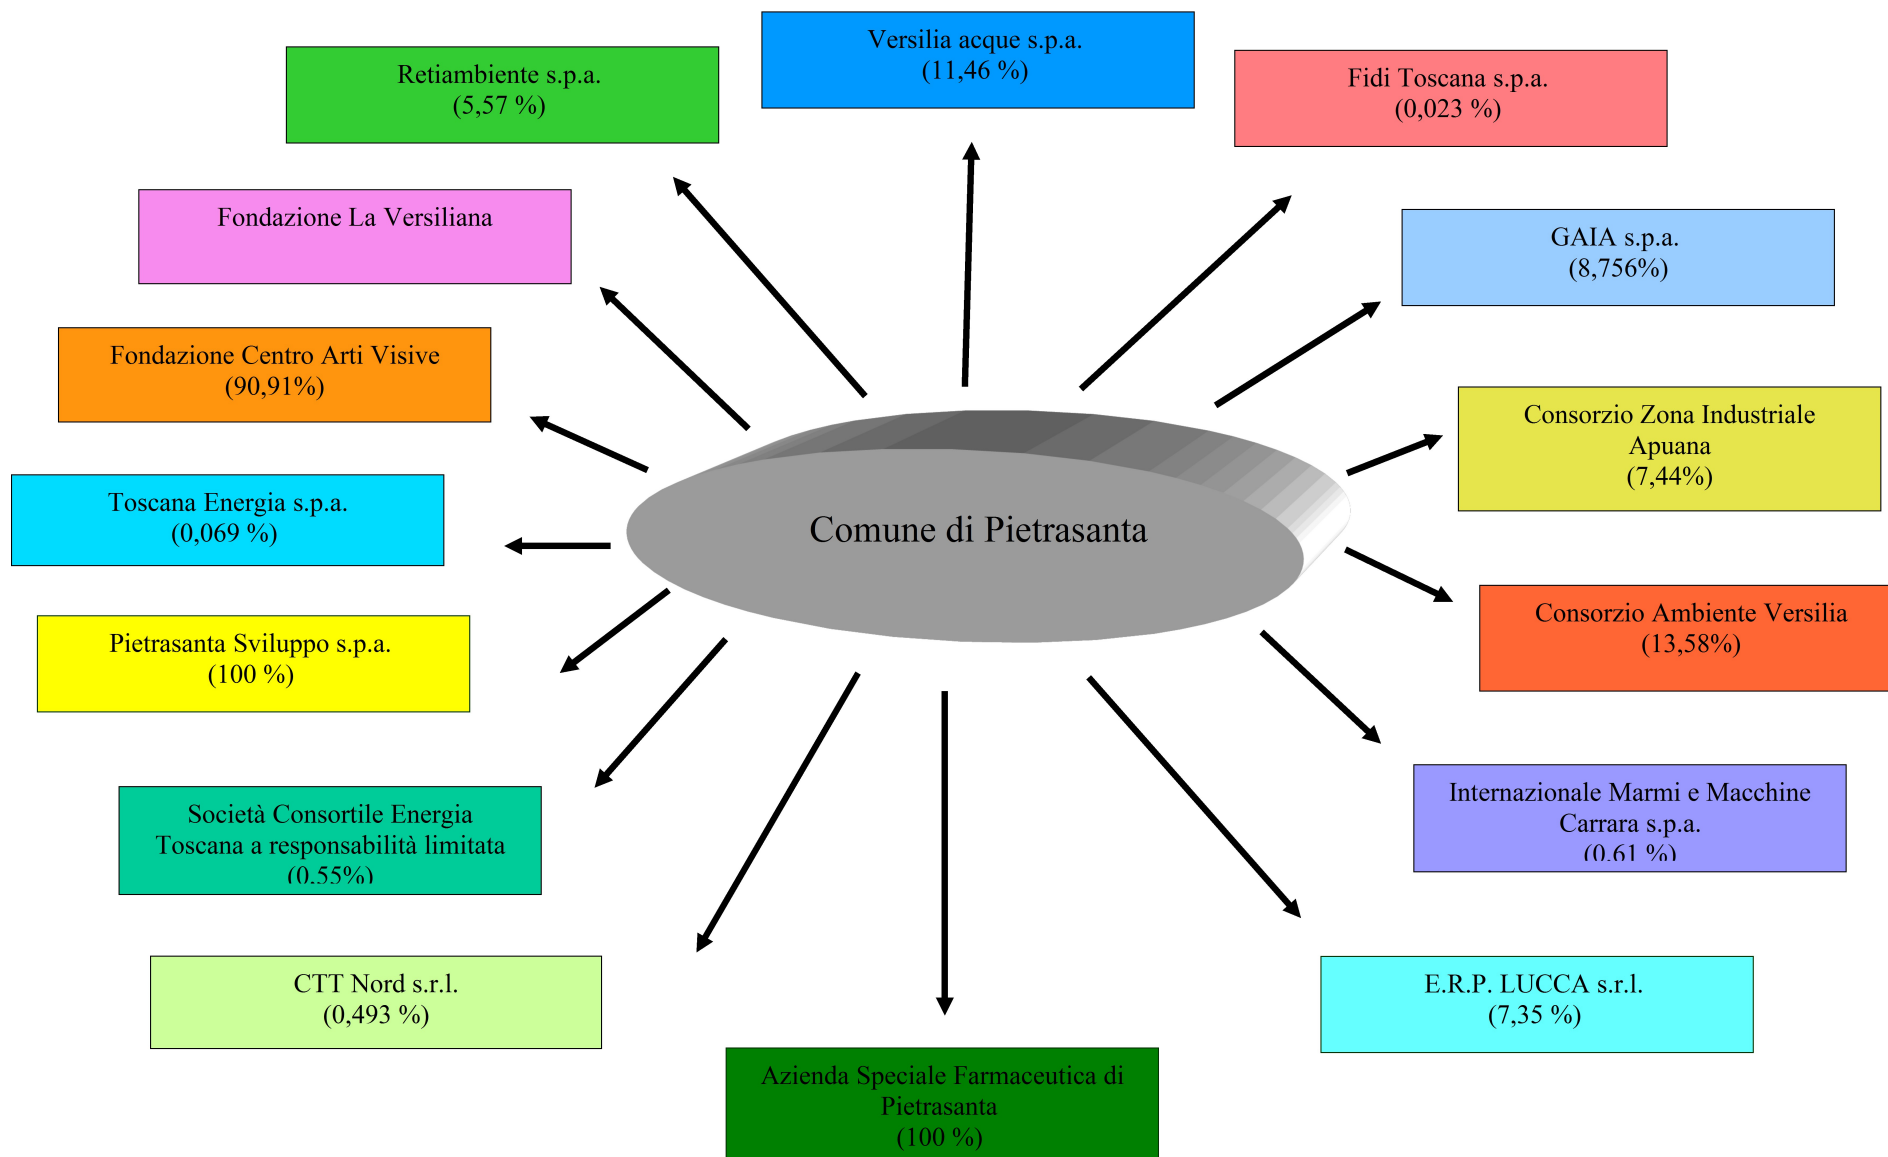 Versilia acque s.p.a.
(11,46 %)
Retiambiente s.p.a.
(5,57 %)
Fidi Toscana s.p.a.
(0,023 %)
Fondazione La Versiliana
GAIA s.p.a.
(8,756%)
Fondazione Centro Arti Visive
(90,91%)
Consorzio Zona Industriale
Apuana
(7,44%)
Toscana Energia s.p.a.
(0,069 %)
Comune di Pietrasanta
Consorzio Ambiente Versilia
(13,58%)
Pietrasanta Sviluppo s.p.a.
(100 %)
Internazionale Marmi e Macchine
Carrara s.p.a.
(0,61 %)
Società Consortile Energia
Toscana a responsabilità limitata
(0,55%)
CTT Nord s.r.l.
(0,493 %)
E.R.P. LUCCA s.r.l.
(7,35 %)
Azienda Speciale Farmaceutica di
Pietrasanta
(100 %)